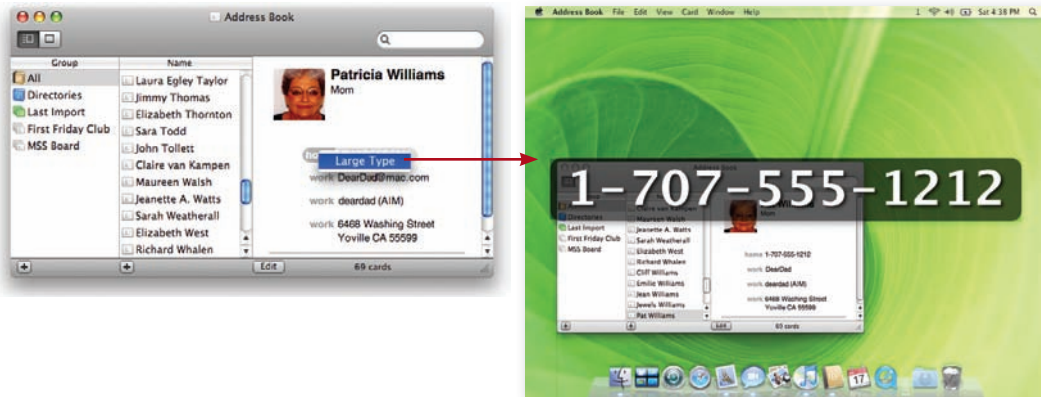 Address Book
Group
Name
All
Directories
Last Import
First Friday Club
MSS Board
Laura Egley Taylor
Jimmy Thomas
Elizabeth Thornton
Sara Todd
John Tollett
Claire van Kampen
Maureen Walsh
Jeanette A. Watts
Sarah Weatherall
Elizabeth West
Richard Whalen
Patricia Williams
Mom
Large Type
work DearDad@mac.com
work deardad (AIM)
work 6468 Washing Street
Yoville CA 55599
Edit
69 cards
Address Book File Edit View Card Window Help
Sat 4:38 PM
1-707-555-1212
Directories
Last Import
First Friday Club
MSS Board
Maureen Walsh
Jeanette A. Watts
Sarah Weatherall
Elizabeth West
Richard Whalen
Cliff Williams
Emilie Williams
Jean Williams
Jewels Williams
Pat Williams
Mom
home 1-707-555-1212
work DearDad
work deardad (AIM)
work 6468 Washing Street
Yoville CA 55599
Edit
69 cards
17